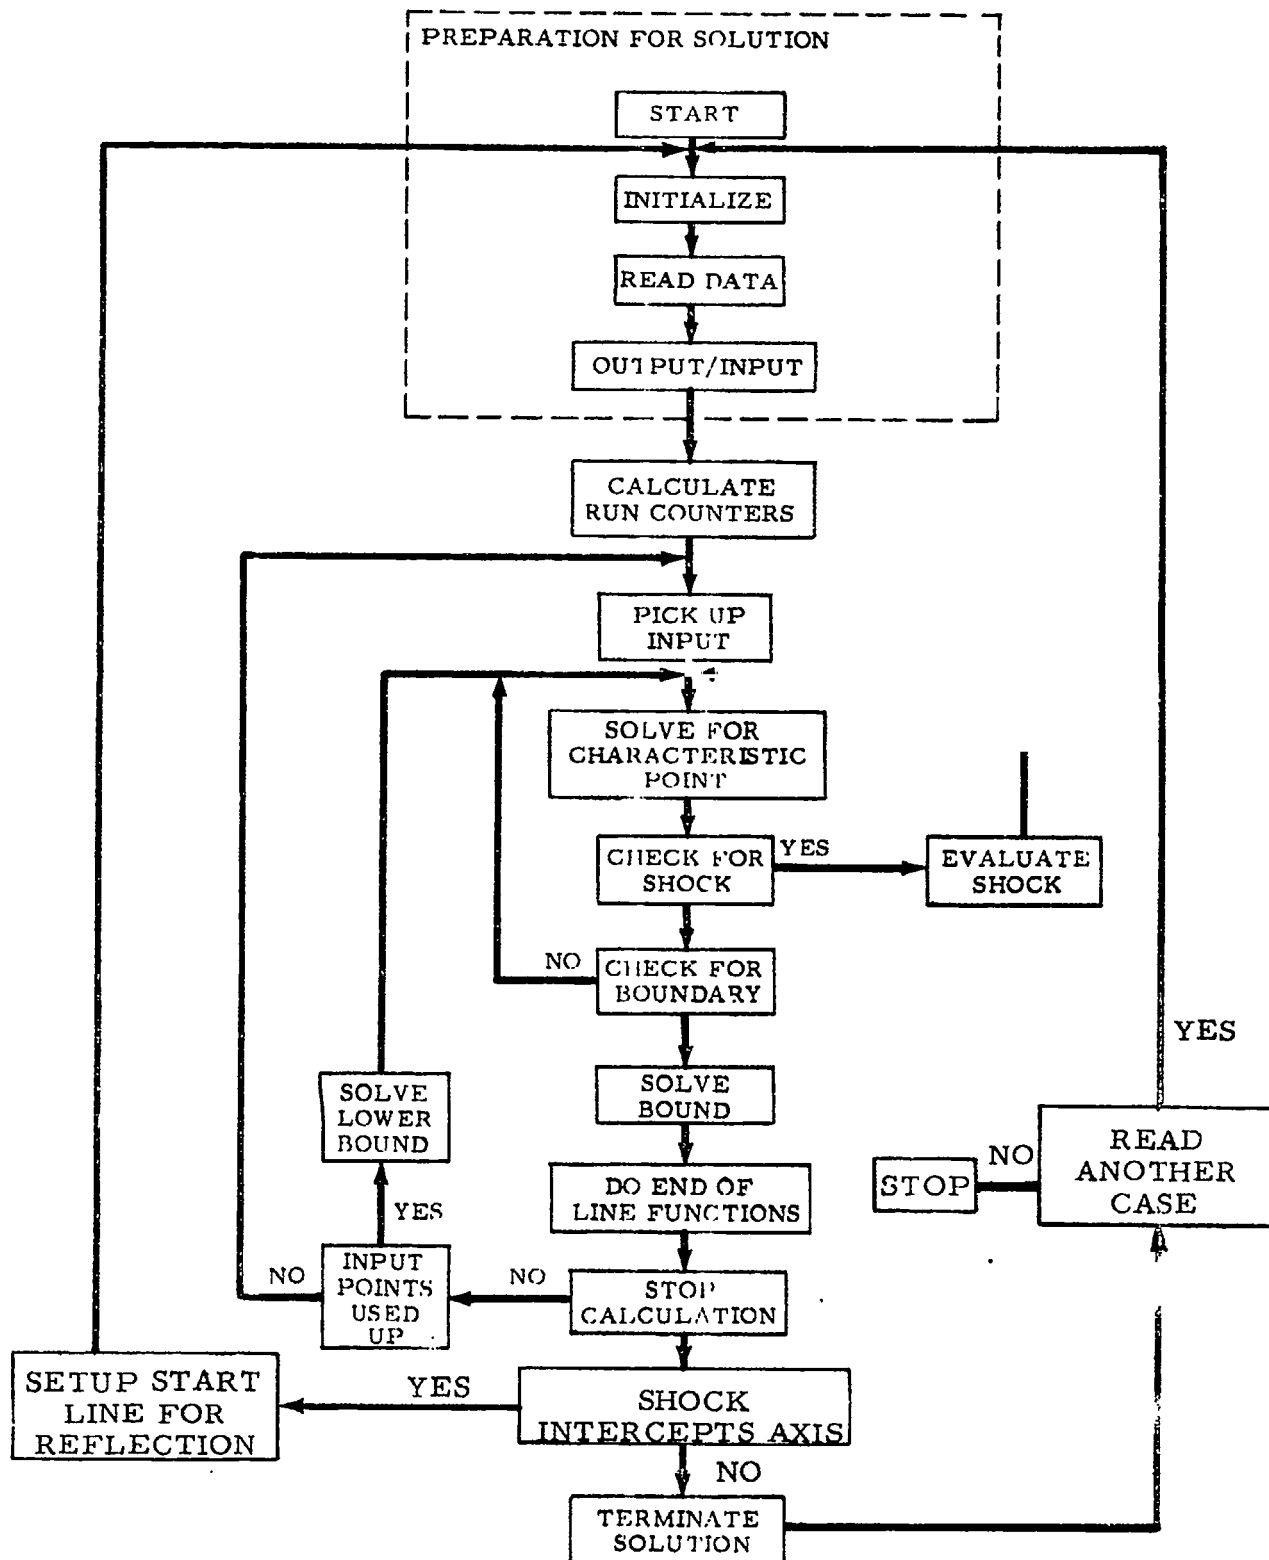 PREPARATION FOR SOLUTION
START
INITIALIZE
READ DATA
OUTPUT/INPUT
CALCULATE
RUN COUNTERS
PICK UP
INPUT
SOLVE FOR
CHARACTERISTIC
POINT
CHECK FOR
SHOCK
YES
EVALUATE
SHOCK
NO
CHECK FOR
BOUNDARY
YES
SOLVE
LOWER
BOUND
SOLVE
BOUND
READ
ANOTHER
CASE
NO
STOP
DO END OF
LINE FUNCTIONS
YES
NO
INPUT
POINTS
USED
UP
NO
STOP
CALCULATION
SETUP START
LINE FOR
REFLECTION
YES
SHOCK
INTERCEPTS AXIS
NO
TERMINATE
SOLUTION